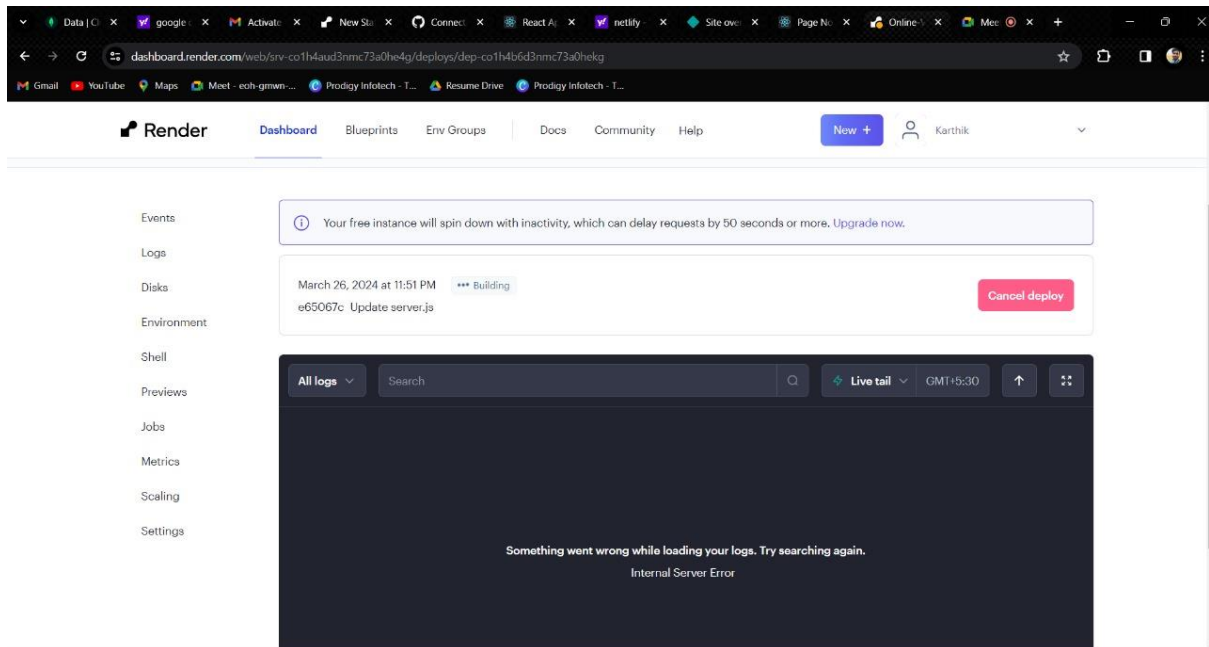 Data | C
google c
Activate
New Sta
Connect
React Ap
netlify -
Site over
Page No
Online-V
Mee
dashboard.render.com/web/srv-co1h4aud3nmc73a0he4g/deploys/dep-co1h4b6d3nmc73a0hekg
Gmail YouTube Maps Meet - eoh-gmwn-... Prodigy Infotech - T... Resume Drive Prodigy Infotech - T...
Render Dashboard Blueprints Env Groups Docs Community Help New + Karthik
Events
Your free instance will spin down with inactivity, which can delay requests by 50 seconds or more. Upgrade now.
Logs
Disks
March 26, 2024 at 11:51 PM ••• Building
e65067c Update server.js
Cancel deploy
Environment
Shell
Previews
Jobs
Metrics
Scaling
Settings
All logs Search Live tail GMT+5:30
Something went wrong while loading your logs. Try searching again.
Internal Server Error